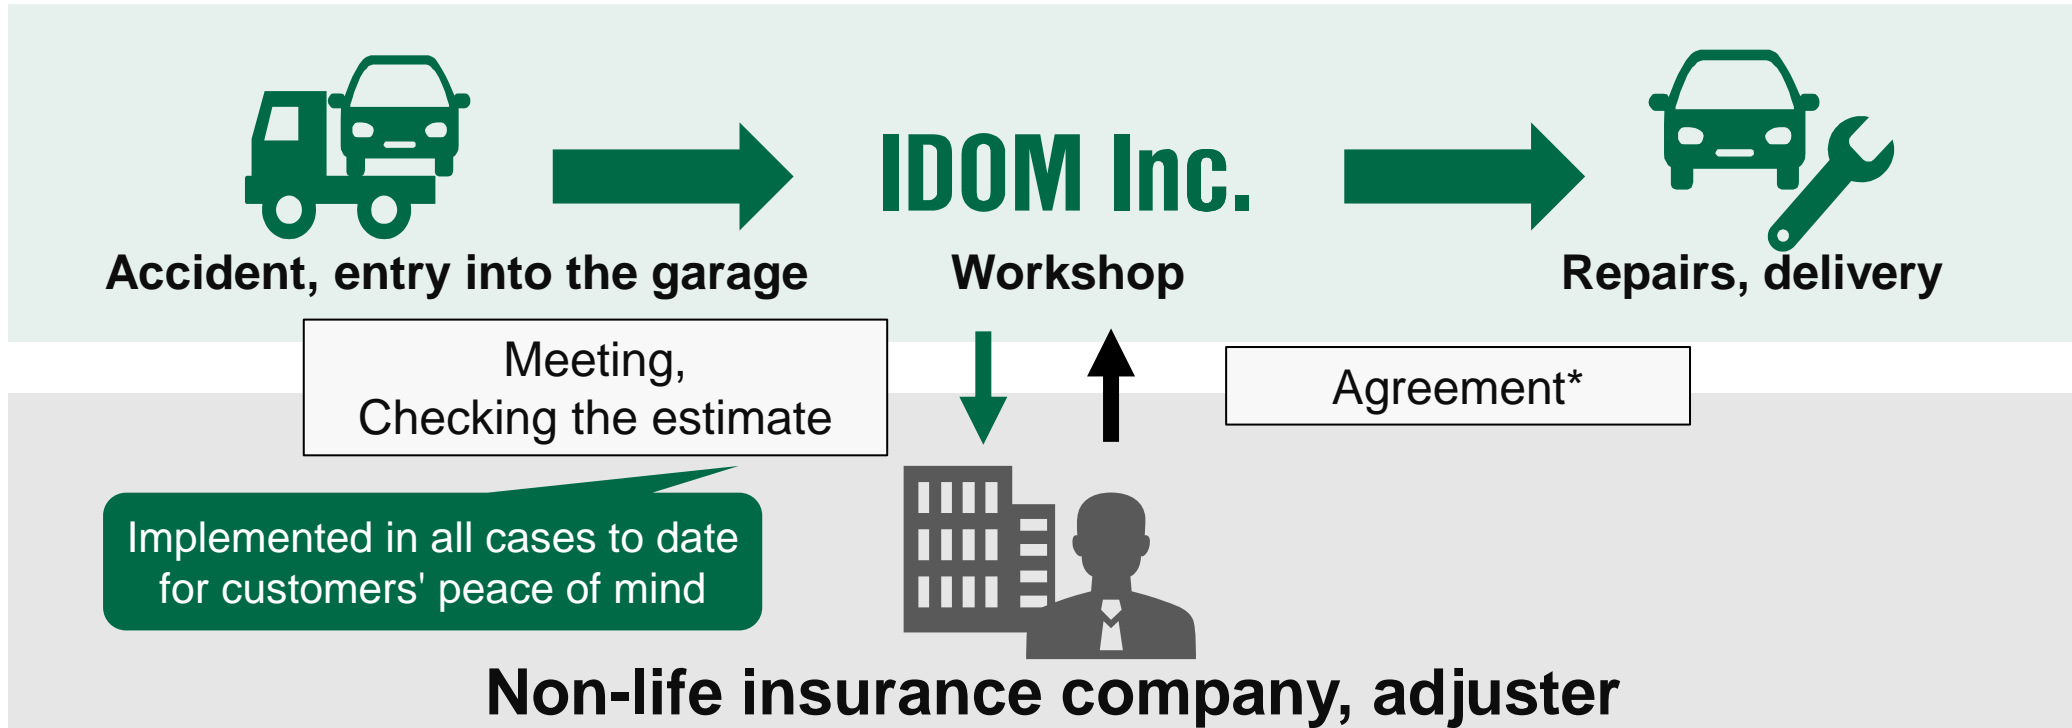 IDOM Inc.
Accident, entry into the garage
Workshop
Repairs, delivery
Meeting,
Checking the estimate
Agreement*
Implemented in all cases to date
for customers' peace of mind
Non-life insurance company, adjuster